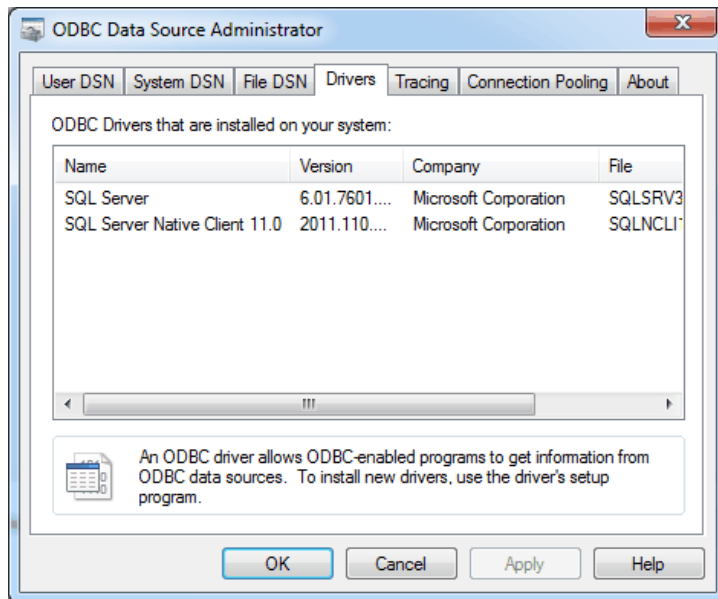 ODBC Data Source Administrator
User DSN System DSN File DSN Drivers Tracing Connection Pooling About
ODBC Drivers that are installed on your system:
Name Version Company File
SQL Server 6.01.7601.... Microsoft Corporation SQLSRV3
SQL Server Native Client 11.0 2011.110.... Microsoft Corporation SQLNCLI1
An ODBC driver allows ODBC-enabled programs to get information from
ODBC data sources. To install new drivers, use the driver's setup
program.
OK Cancel Apply Help